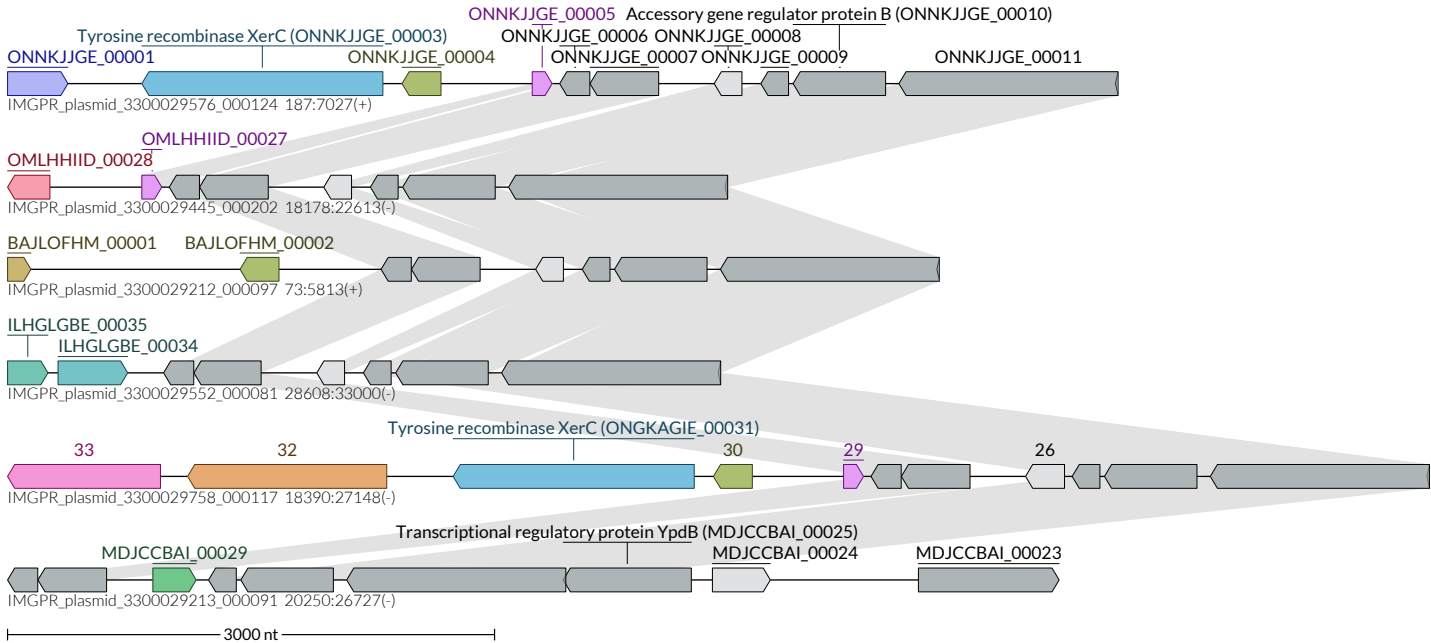 ONNKJJGE_00005 Accessory gene regulator protein B (ONNKJJGE_00010)
Tyrosine recombinase XerC (ONNKJJGE_00003) ONNKJJGE_00006 ONNKJJGE_00008
ONNKJJGE_00001 ONNKJJGE_00004 ONNKJJGE_00007 ONNKJJGE_00009 ONNKJJGE_00011
IMGPR_plasmid_3300029576_000124 187:7027(+)
OMLHHIID_00027
OMLHHIID_00028
IMGPR_plasmid_3300029445_000202 18178:22613(-)
BAJLOFHM_00001 BAJLOFHM_00002
IMGPR_plasmid_3300029212_000097 73:5813(+)
ILHGLGBE_00035
ILHGLGBE_00034
IMGPR_plasmid_3300029552_000081 28608:33000(-)
Tyrosine recombinase XerC (ONGKAGIE_00031)
33 32 30 29 26
IMGPR_plasmid_3300029758_000117 18390:27148(-)
Transcriptional regulatory protein YpdB (MDJCCBAI_00025)
MDJCCBAI_00029 MDJCCBAI_00024 MDJCCBAI_00023
IMGPR_plasmid_3300029213_000091 20250:26727(-)
3000 nt